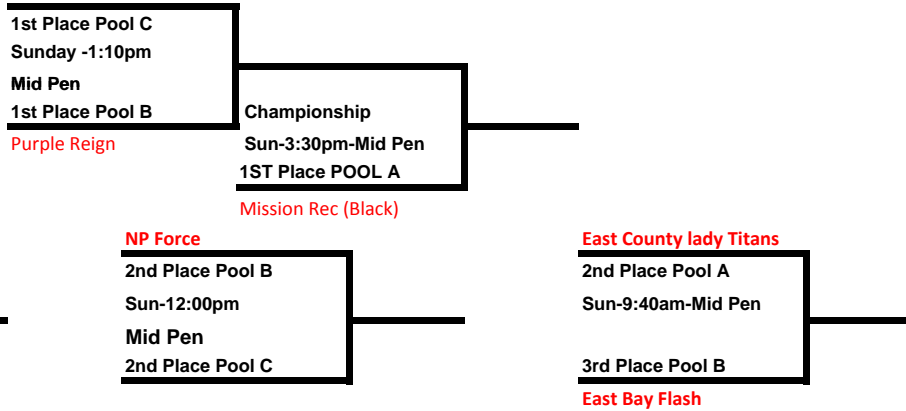 1st Place Pool C
Sunday -1:10pm
Mid Pen
1st Place Pool B
Purple Reign
Championship
Sun-3:30pm-Mid Pen
1ST Place POOL A
Mission Rec (Black)
NP Force
2nd Place Pool B
Sun-12:00pm
Mid Pen
2nd Place Pool C
East County lady Titans
2nd Place Pool A
Sun-9:40am-Mid Pen
3rd Place Pool B
East Bay Flash